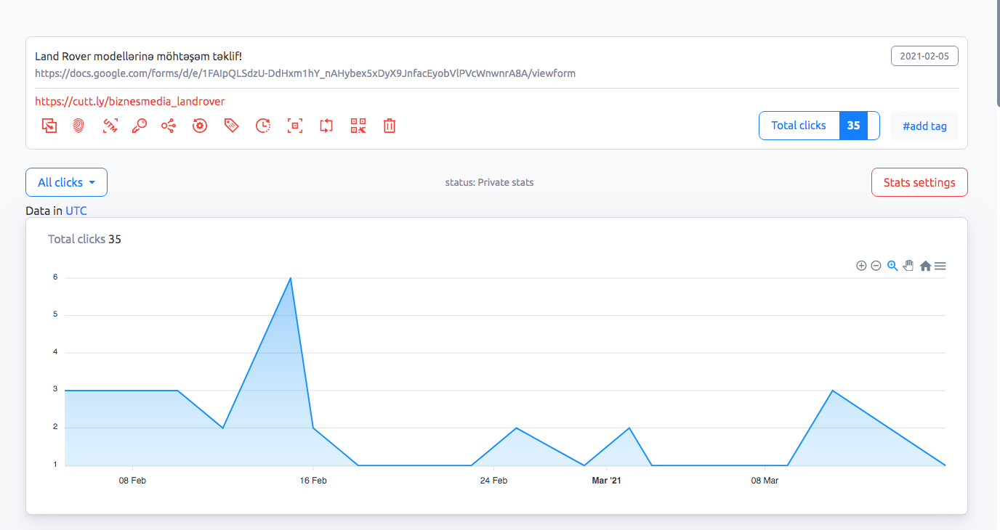 Land Rover modellərinə möhtəşəm təklif!
2021-02-05
https://docs.google.com/forms/d/e/1FAIpQLSdzU-DdHxm1hY_nAHybex5xDyX9JnfacEyobVlPVcWnwnrA8A/viewform
https://cutt.ly/biznesmedia_landrover
UTM
Total clicks 35
#add tag
All clicks
status: Private stats
Stats settings
Data in UTC
Total clicks 35
6
5
4
3
2
1
08 Feb 16 Feb 24 Feb Mar '21 08 Mar